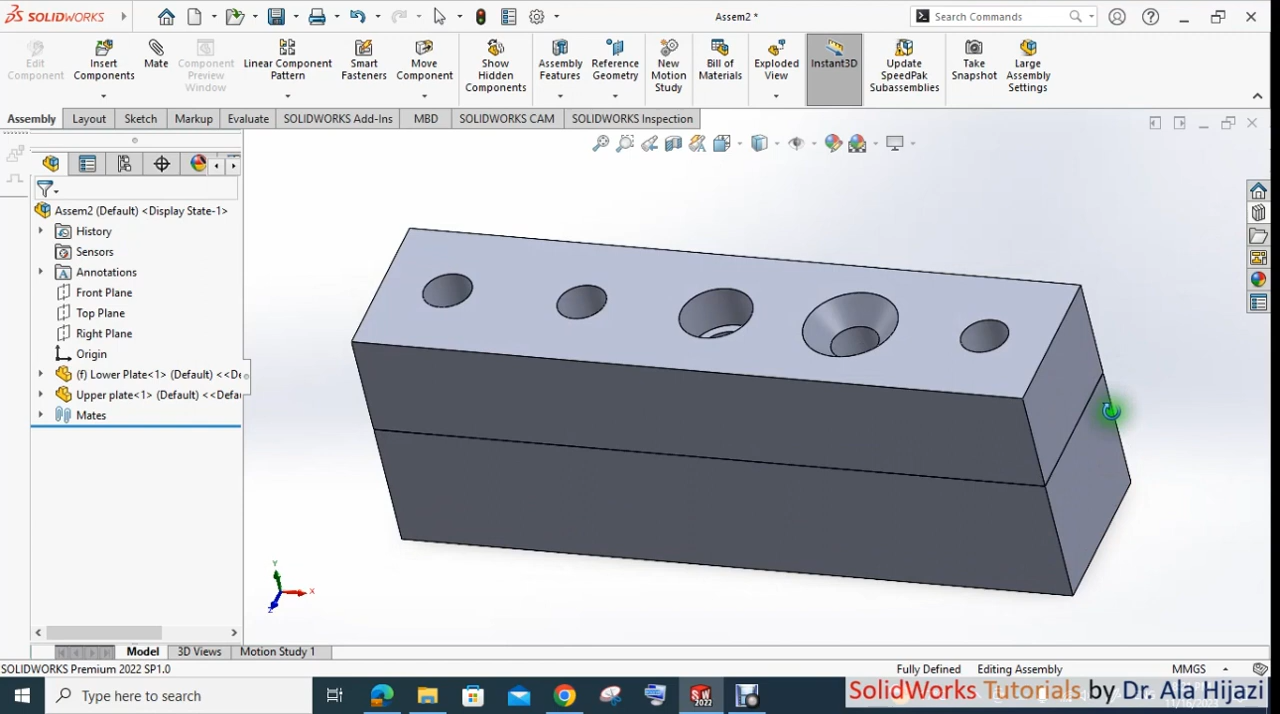 SOLIDWORKS
Assem2 *
Search Commands
Edit Component
Insert Components
Mate
Component Preview Window
Linear Component Pattern
Smart Fasteners
Move Component
Show Hidden Components
Assembly Features
Reference Geometry
New Motion Study
Bill of Materials
Exploded View
Instant3D
Update SpeedPak Subassemblies
Take Snapshot
Large Assembly Settings
Assembly
Layout
Sketch
Markup
Evaluate
SOLIDWORKS Add-Ins
MBD
SOLIDWORKS CAM
SOLIDWORKS Inspection
Assem2 (Default) <Display State-1>
History
Sensors
Annotations
Front Plane
Top Plane
Right Plane
Origin
(f) Lower Plate<1> (Default) <<De
Upper plate<1> (Default) <<Defau
Mates
Y
X
Z
Model
3D Views
Motion Study 1
SOLIDWORKS Premium 2022 SP1.0
Fully Defined
Editing Assembly
MMGS
Type here to search
SW
2022
SolidWorks Tutorials by Dr. Ala Hijazi